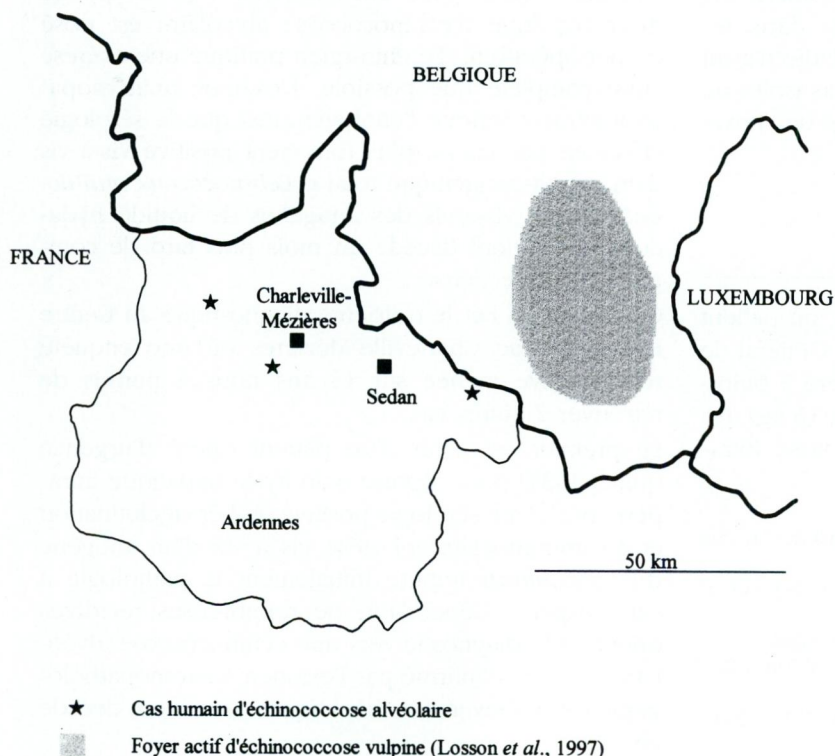 BELGIQUE
FRANCE
LUXEMBOURG
Charleville-
Mézières
Sedan
Ardennes
50 km
Cas humain d'échinococcose alvéolaire
Foyer actif d'échinococcose vulpine (Losson et al., 1997)